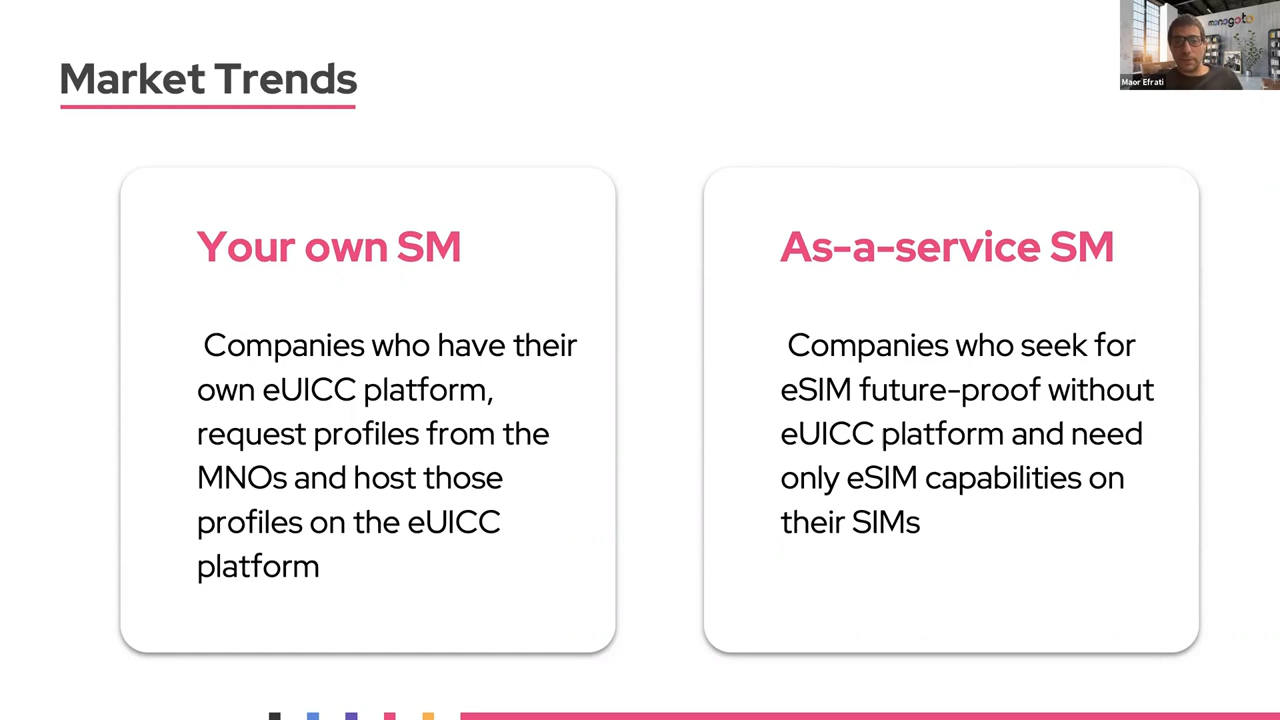 Market Trends
monogoto
Maor Efrati
Your own SM
Companies who have their
own eUICC platform,
request profiles from the
MNOs and host those
profiles on the eUICC
platform
As-a-service SM
Companies who seek for
eSIM future-proof without
eUICC platform and need
only eSIM capabilities on
their SIMs